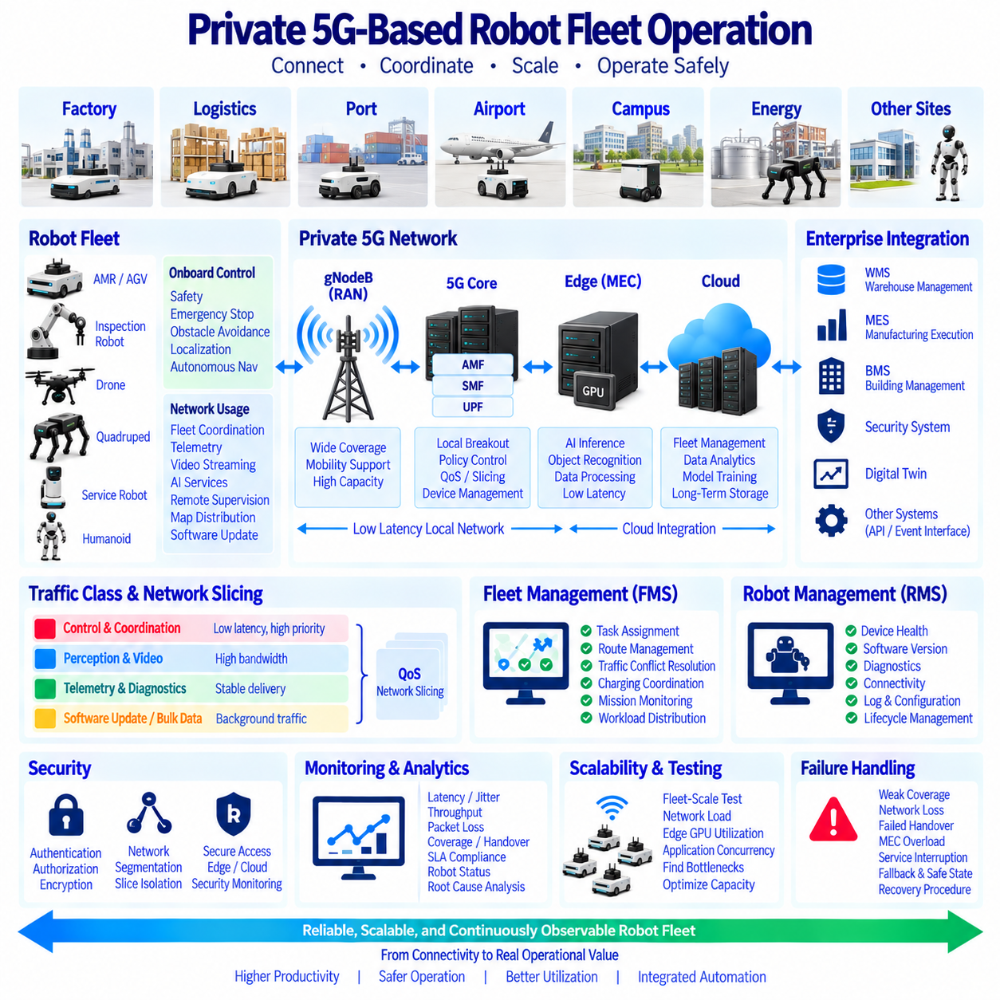 Private 5G-Based Robot Fleet Operation
Connect • Coordinate • Scale • Operate Safely
Factory
Logistics
Port
Airport
Campus
Energy
Other Sites
Robot Fleet
AMR / AGV
Inspection
Robot
Drone
Quadruped
Service Robot
Humanoid
Onboard Control
Safety
Emergency Stop
Obstacle Avoidance
Localization
Autonomous Nav
Network Usage
Fleet Coordination
Telemetry
Video Streaming
AI Services
Remote Supervision
Map Distribution
Software Update
Private 5G Network
gNodeB
(RAN)
Wide Coverage
Mobility Support
High Capacity
5G Core
AMF
SMF
UPF
Local Breakout
Policy Control
QoS / Slicing
Device Management
Edge (MEC)
GPU
AI Inference
Object Recognition
Data Processing
Low Latency
Cloud
Fleet Management
Data Analytics
Model Training
Long-Term Storage
Low Latency Local Network
Cloud Integration
Enterprise Integration
WMS
Warehouse Management
MES
Manufacturing Execution
BMS
Building Management
Security System
Digital Twin
Other Systems
(API / Event Interface)
Traffic Class & Network Slicing
Control & Coordination Low latency, high priority
Perception & Video High bandwidth
Telemetry & Diagnostics Stable delivery
Software Update / Bulk Data Background traffic
QoS
Network Slicing
Fleet Management (FMS)
Task Assignment
Route Management
Traffic Conflict Resolution
Charging Coordination
Mission Monitoring
Workload Distribution
Robot Management (RMS)
Device Health
Software Version
Diagnostics
Connectivity
Log & Configuration
Lifecycle Management
Security
Authentication
Authorization
Encryption
Network
Segmentation
Slice Isolation
Secure Access
Edge / Cloud
Security Monitoring
Monitoring & Analytics
Latency / Jitter
Throughput
Packet Loss
Coverage / Handover
SLA Compliance
Robot Status
Root Cause Analysis
Scalability & Testing
Fleet-Scale Test
Network Load
Edge GPU Utilization
Application Concurrency
Find Bottlenecks
Optimize Capacity
Failure Handling
Weak Coverage
Network Loss
Failed Handover
MEC Overload
Service Interruption
Fallback & Safe State
Recovery Procedure
Reliable, Scalable, and Continuously Observable Robot Fleet
From Connectivity to Real Operational Value
Higher Productivity | Safer Operation | Better Utilization | Integrated Automation